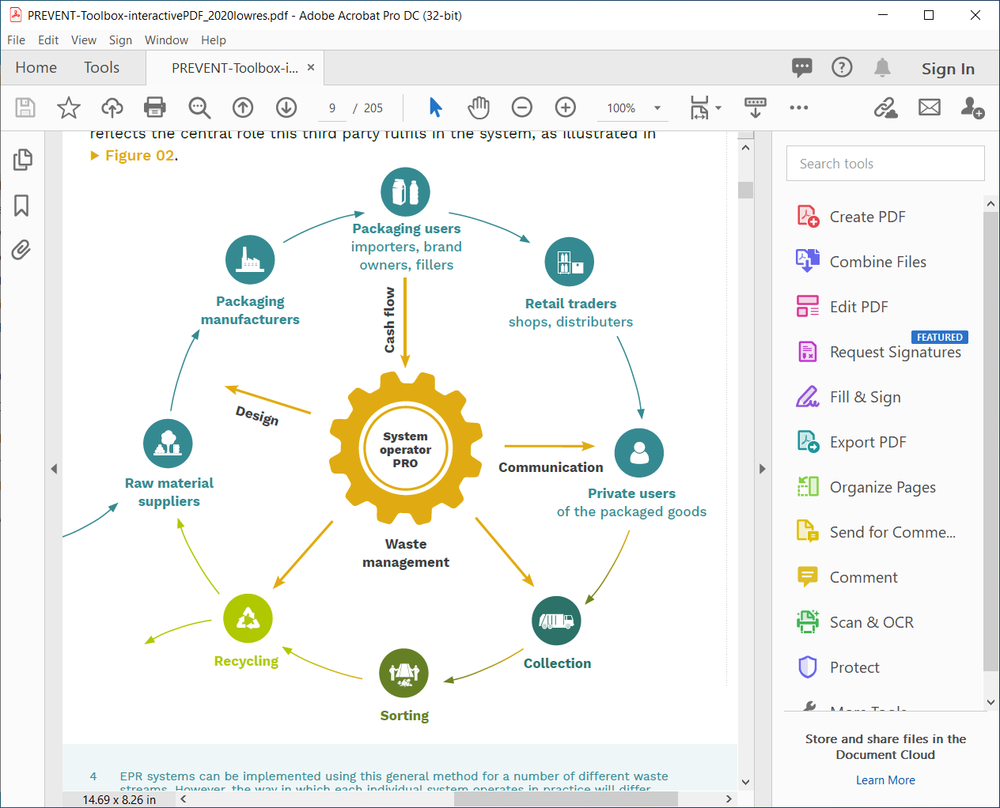 PREVENT-Toolbox-interactivePDF_2020lowres.pdf - Adobe Acrobat Pro DC (32-bit)
File Edit View Sign Window Help
Home Tools PREVENT-Toolbox-i... × Sign In
9 / 205 100%
reflects the central role this third party fulfils in the system, as illustrated in
► Figure 02.
Packaging users
importers, brand
owners, fillers
Packaging
manufacturers
Retail traders
shops, distributers
Cash flow
Design
System
operator
PRO
Communication
Raw material
suppliers
Private users
of the packaged goods
Waste
management
Recycling
Collection
Sorting
4 EPR systems can be implemented using this general method for a number of different waste
streams. However, the way in which each individual system operates in practice will differ
14.69 x 8.26 in
Search tools
Create PDF
Combine Files
Edit PDF
FEATURED
Request Signatures
Fill & Sign
Export PDF
Organize Pages
Send for Comme...
Comment
Scan & OCR
Protect
More Tools
Store and share files in the
Document Cloud
Learn More